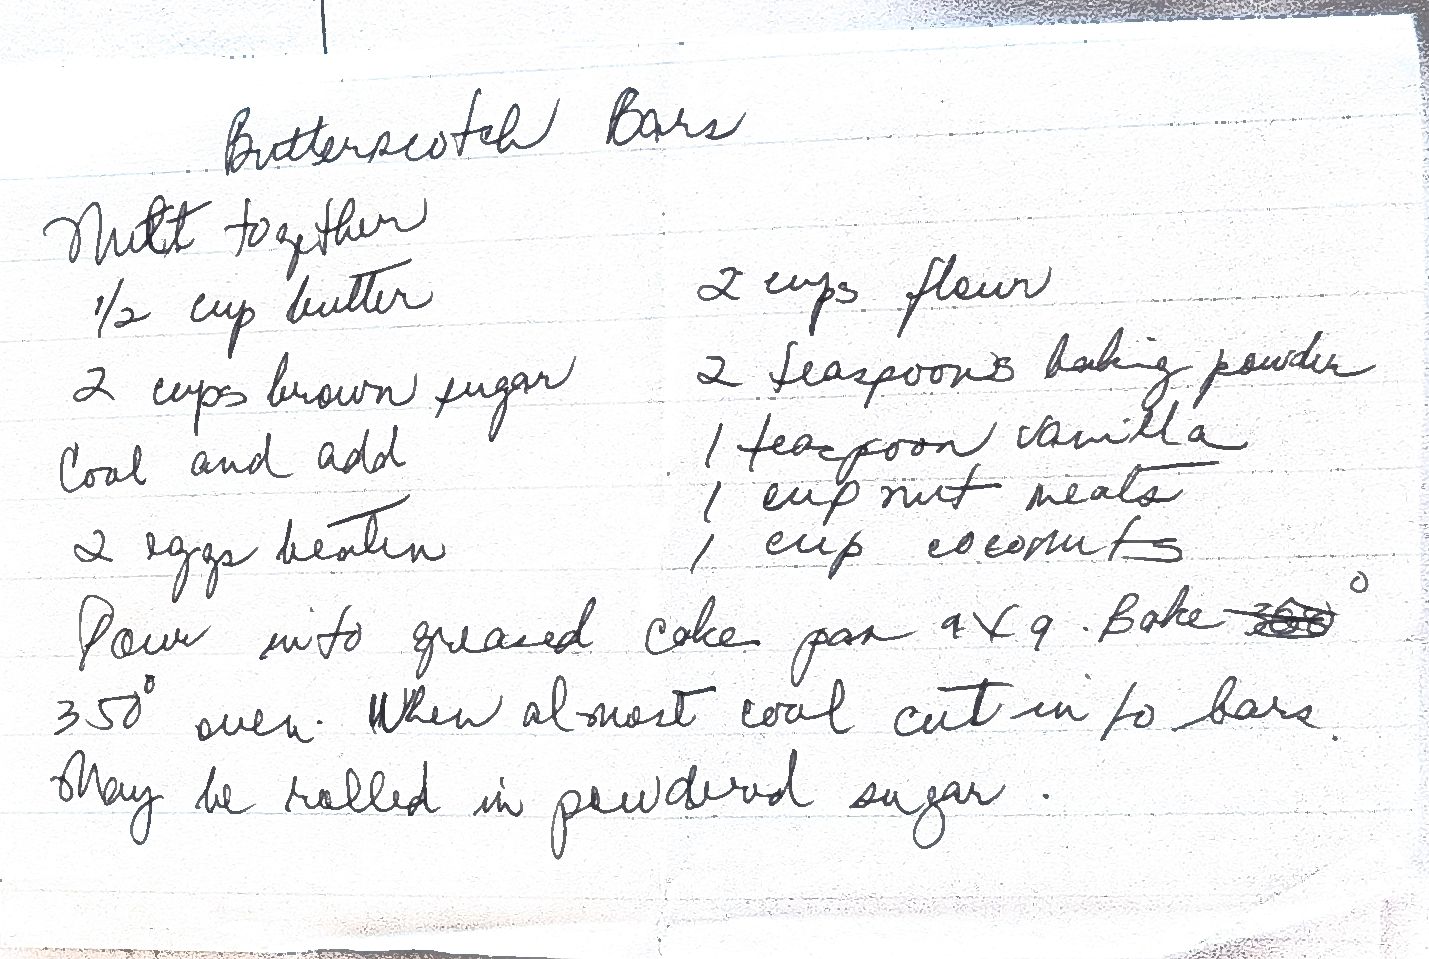 Butterscotch Bars
Melt together
1/2 cup butter
2 cups brown sugar
Cool and add
2 eggs beaten
2 cups flour
2 teaspoons baking powder
1 teaspoon vanilla
1 cup nut meats
1 cup coconuts
Pour into greased cake pan 9 x 9. Bake °
350° oven. When almost cool cut into bars.
May be rolled in powderd sugar.